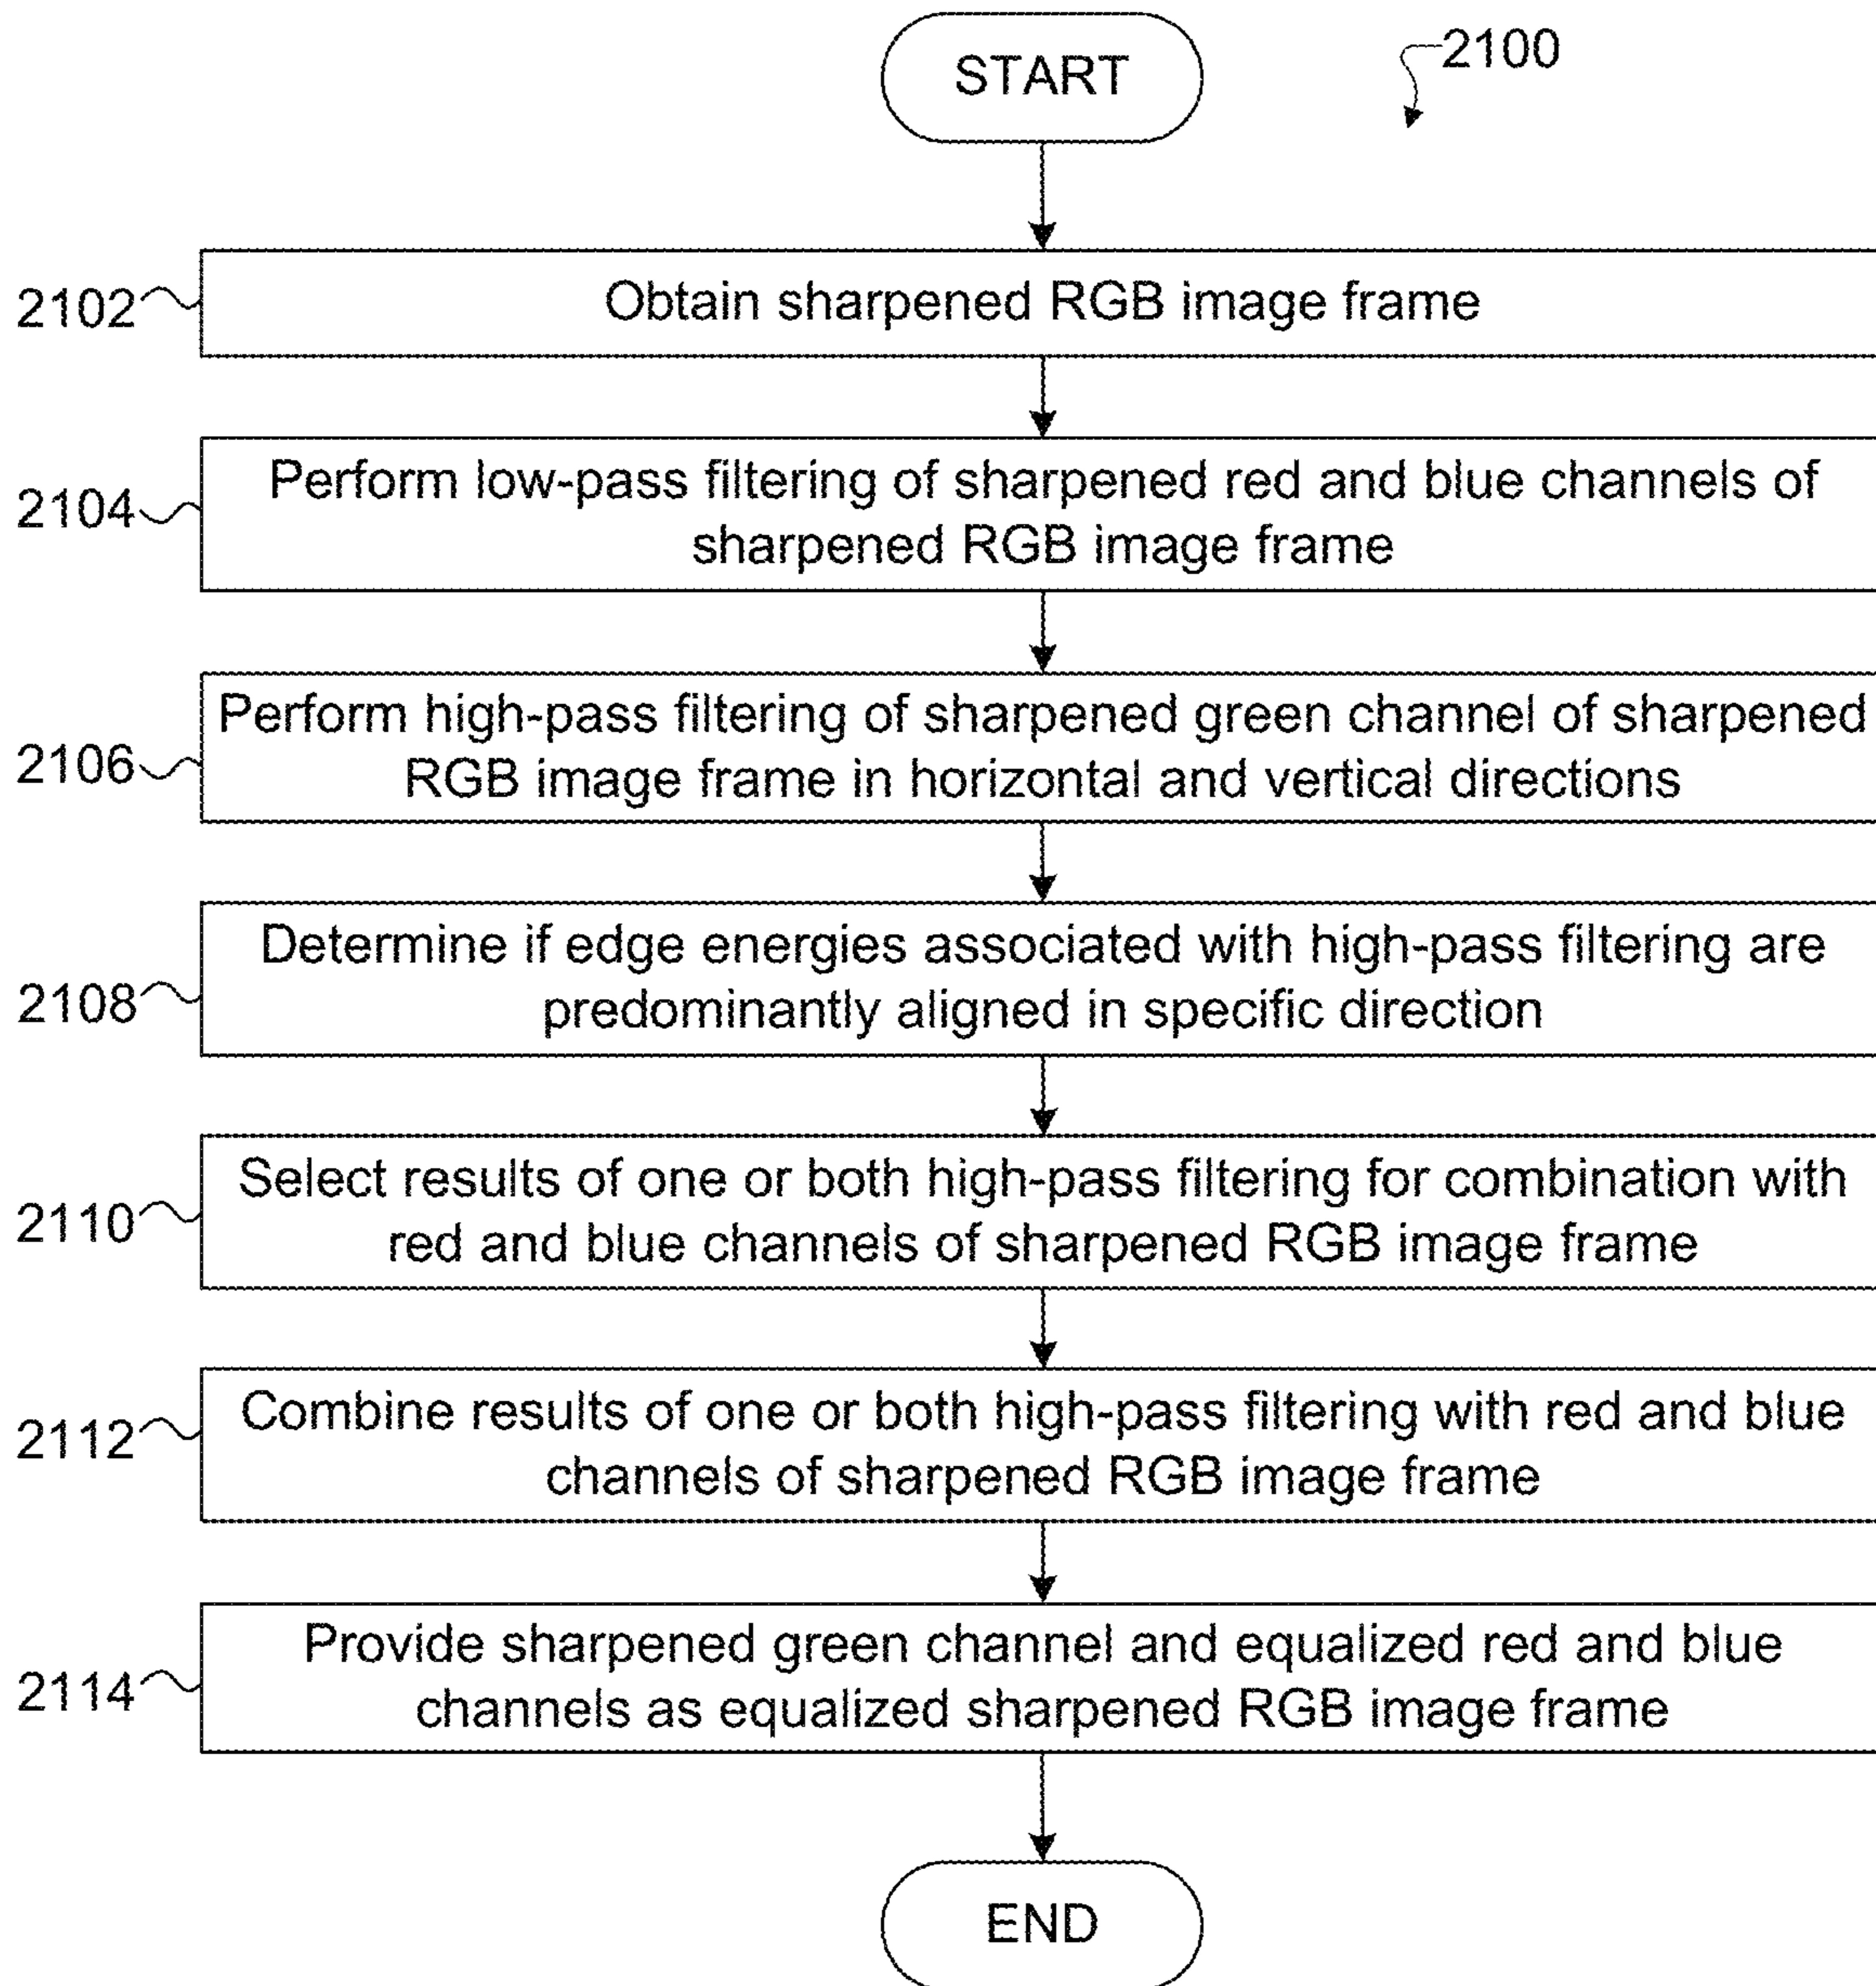 START
2100
2102
Obtain sharpened RGB image frame
2104
Perform low-pass filtering of sharpened red and blue channels of
sharpened RGB image frame
2106
Perform high-pass filtering of sharpened green channel of sharpened
RGB image frame in horizontal and vertical directions
2108
Determine if edge energies associated with high-pass filtering are
predominantly aligned in specific direction
2110
Select results of one or both high-pass filtering for combination with
red and blue channels of sharpened RGB image frame
2112
Combine results of one or both high-pass filtering with red and blue
channels of sharpened RGB image frame
2114
Provide sharpened green channel and equalized red and blue
channels as equalized sharpened RGB image frame
END